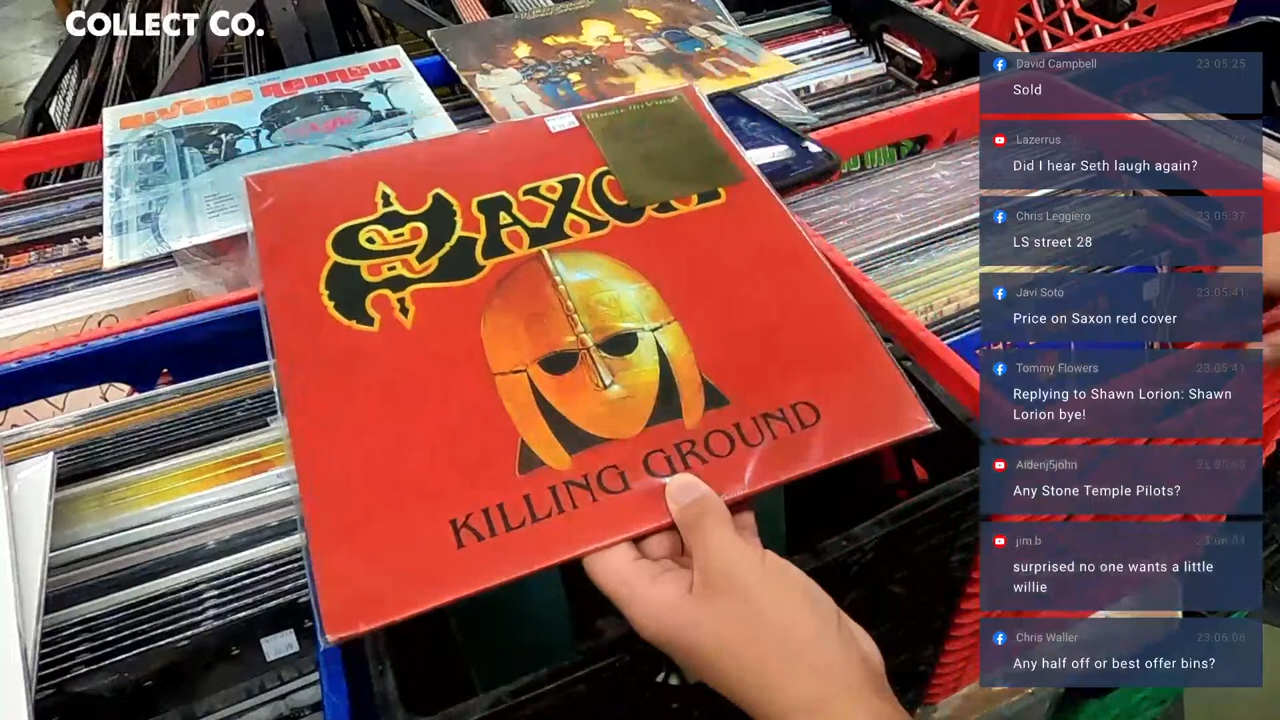 COLLECT CO.
SAXON
KILLING GROUND
Music On Vinyl
David Campbell 23:05:25
Sold
Lazerrus
Did I hear Seth laugh again?
Chris Leggiero 23:05:37
LS street 28
Javi Soto 23:05:41
Price on Saxon red cover
Tommy Flowers 23:05:41
Replying to Shawn Lorion: Shawn
Lorion bye!
Aidenj5john
Any Stone Temple Pilots?
jim.b
surprised no one wants a little
willie
Chris Waller 23:06:06
Any half off or best offer bins?